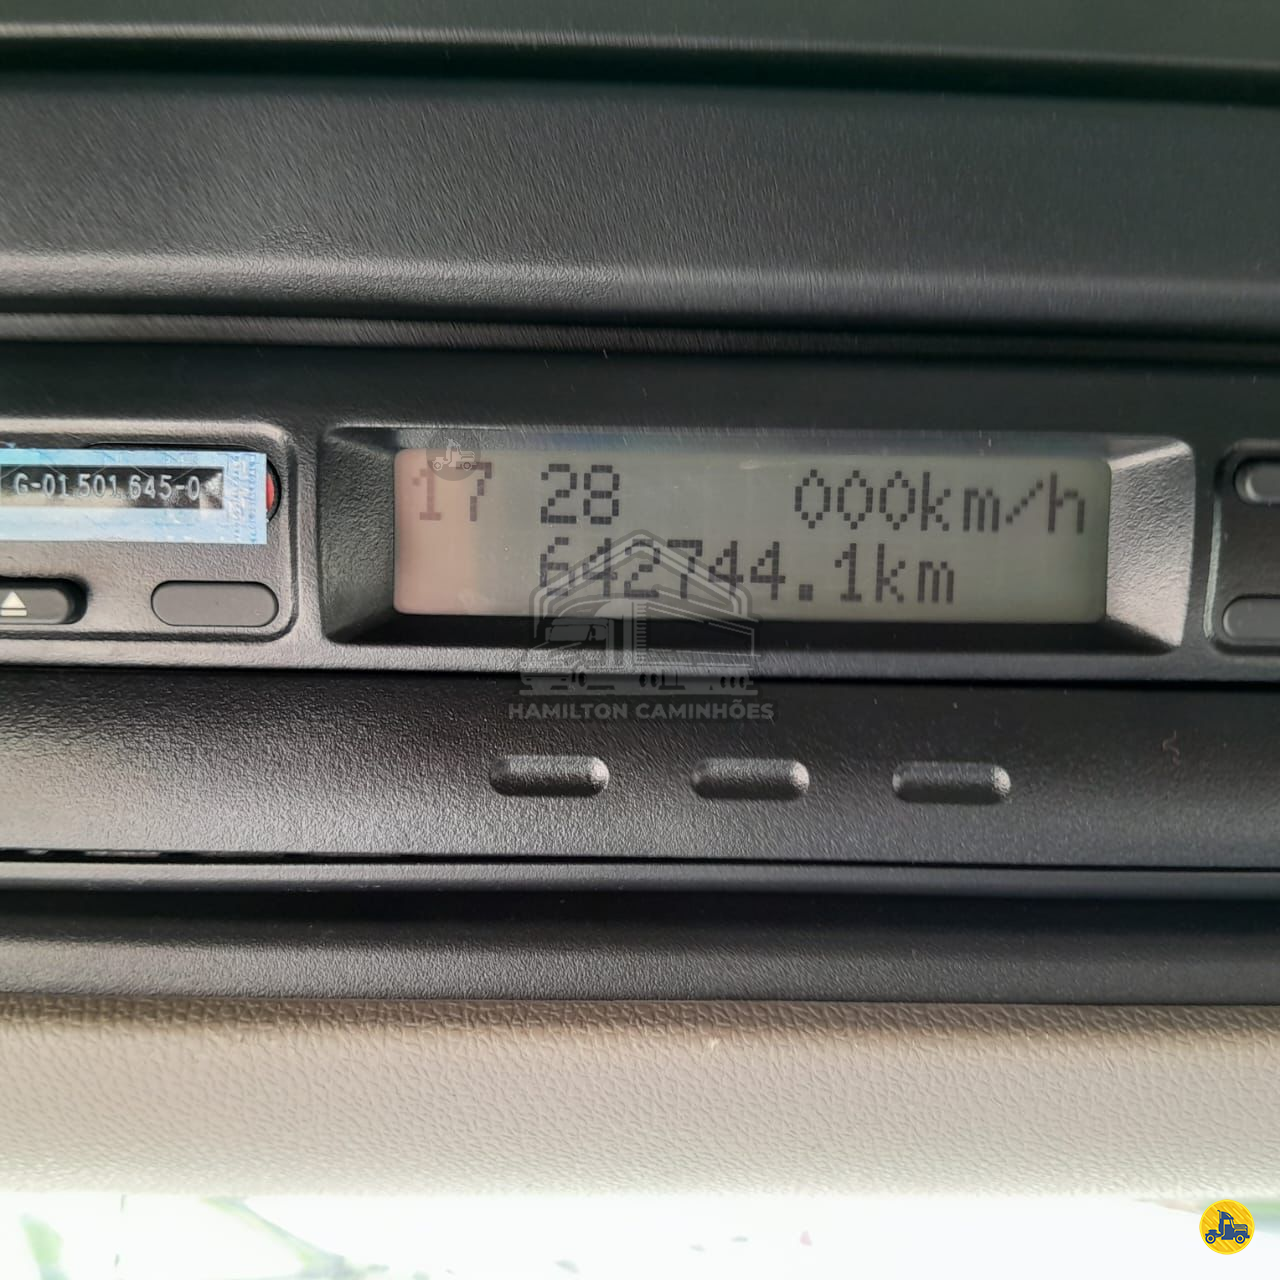 G-01 501 645-0
17 28 000km/h
642744.1km
HAMILTON CAMINHÕES